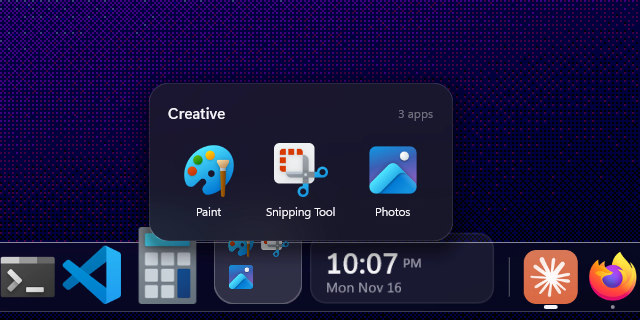 Creative
3 apps
Paint
Snipping Tool
Photos
10:07 PM
Mon Nov 16